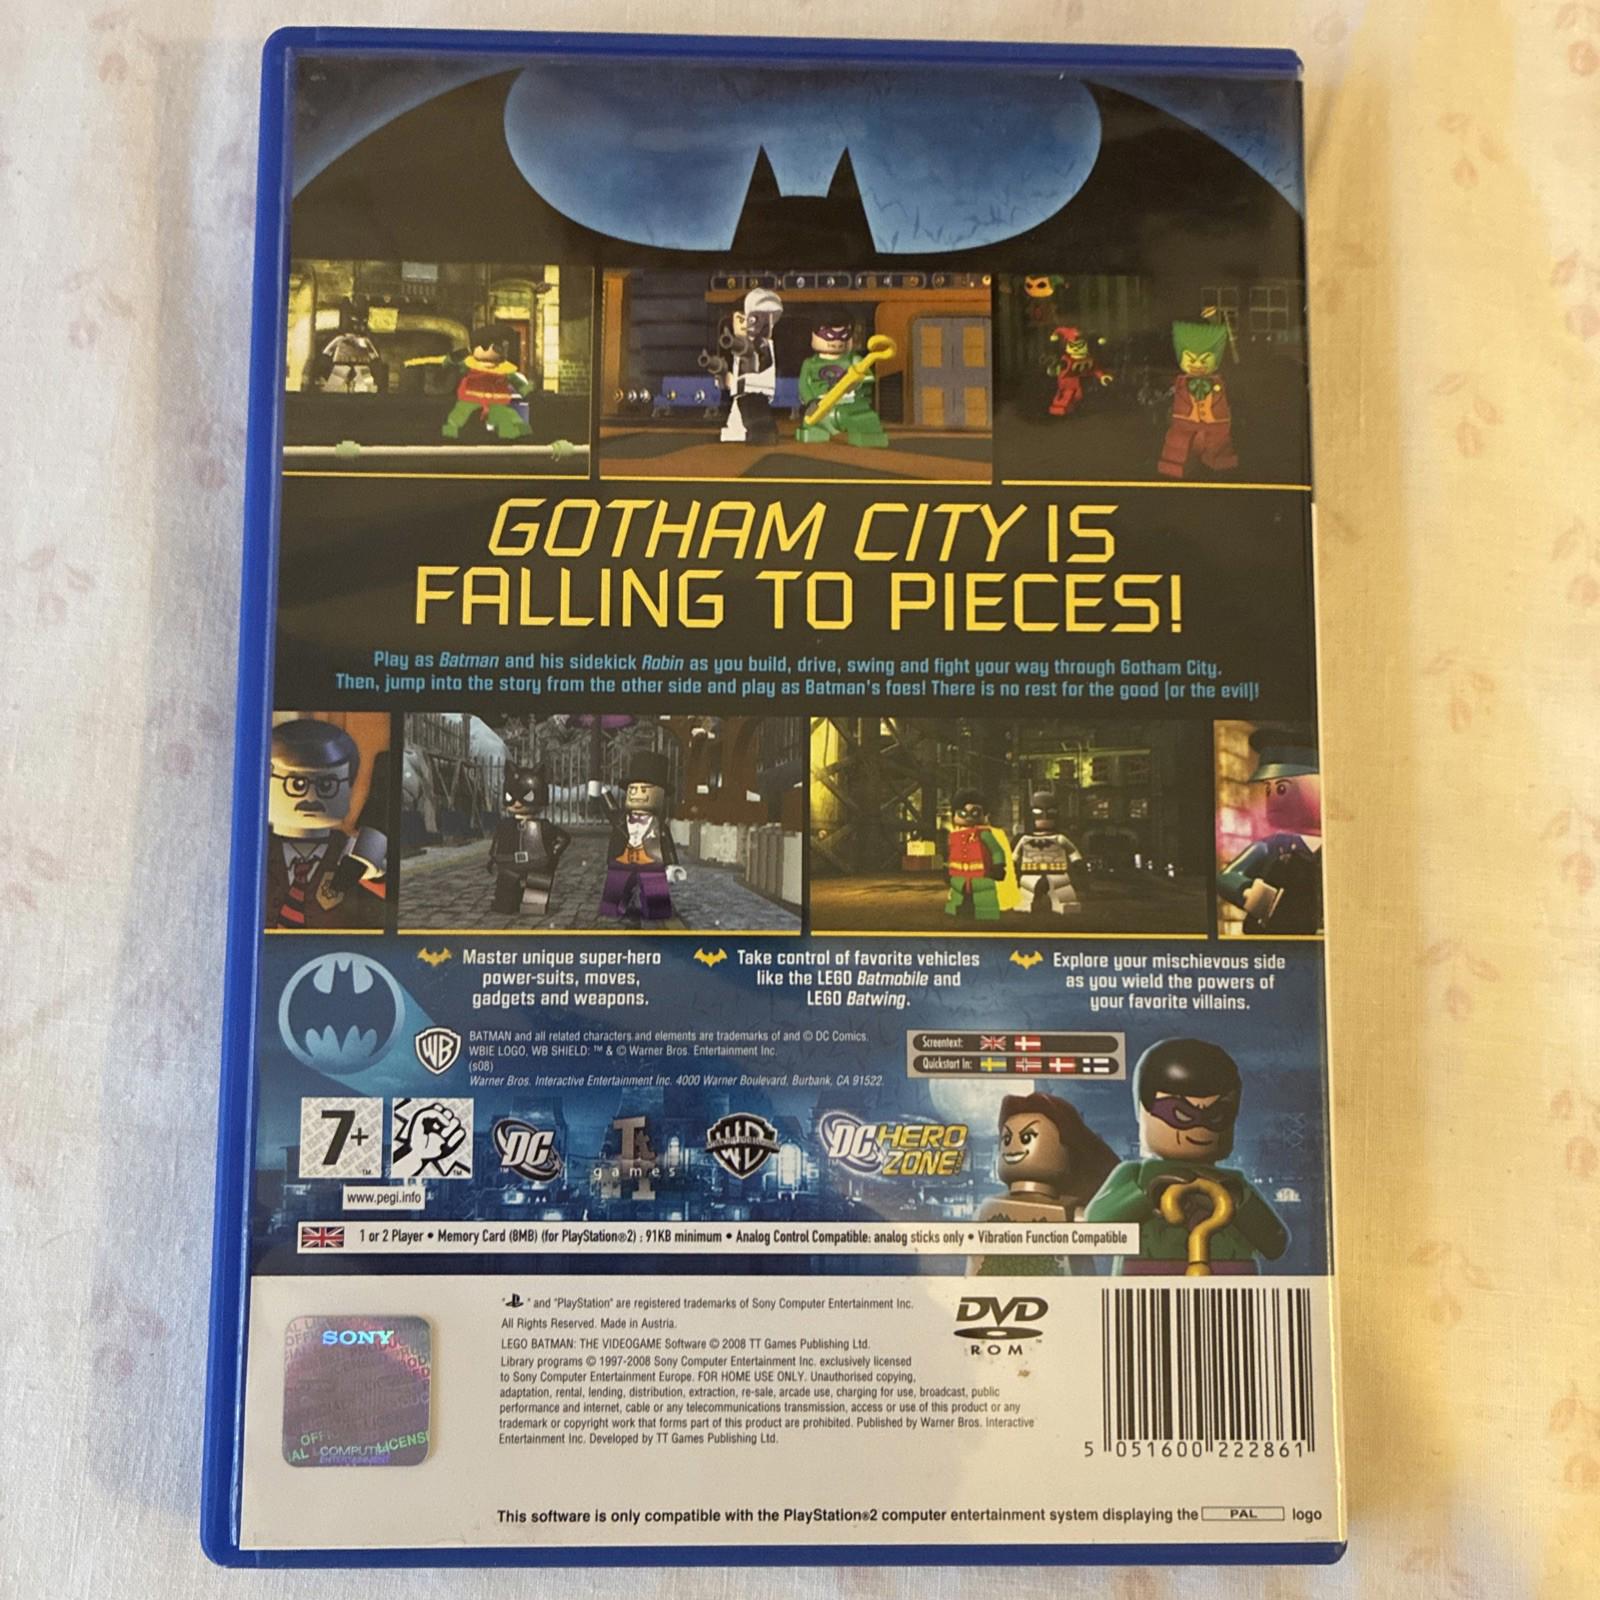 GOTHAM CITY IS
FALLING TO PIECES!
Play as Batman and his sidekick Robin as you build, drive, swing and fight your way through Gotham City.
Then, jump into the story from the other side and play as Batman's foes! There is no rest for the good (or the evil)!
Master unique super-hero
power-suits, moves,
gadgets and weapons.
Take control of favorite vehicles
like the LEGO Batmobile and
LEGO Batwing.
Explore your mischievous side
as you wield the powers of
your favorite villains.
WB
BATMAN and all related characters and elements are trademarks of and © DC Comics.
WBIE LOGO, WB SHIELD: ™ & © Warner Bros. Entertainment Inc.
(s08)
Warner Bros. Interactive Entertainment Inc. 4000 Warner Boulevard, Burbank, CA 91522.
Screentext:
Quickstart in:
7+
www.pegi.info
DC
games
WB
DC HERO
ZONE
1 or 2 Player • Memory Card (8MB) (for PlayStation®2) : 91KB minimum • Analog Control Compatible: analog sticks only • Vibration Function Compatible
SONY
" " and "PlayStation" are registered trademarks of Sony Computer Entertainment Inc.
All Rights Reserved. Made in Austria.
LEGO BATMAN: THE VIDEOGAME Software © 2008 TT Games Publishing Ltd.
Library programs © 1997-2008 Sony Computer Entertainment Inc. exclusively licensed
to Sony Computer Entertainment Europe. FOR HOME USE ONLY. Unauthorised copying,
adaptation, rental, lending, distribution, extraction, re-sale, arcade use, charging for use, broadcast, public
performance and internet, cable or any telecommunications transmission, access or use of this product or any
trademark or copyright work that forms part of this product are prohibited. Published by Warner Bros. Interactive
Entertainment Inc. Developed by TT Games Publishing Ltd.
DVD
ROM
5 051600 222861
This software is only compatible with the PlayStation®2 computer entertainment system displaying the PAL logo